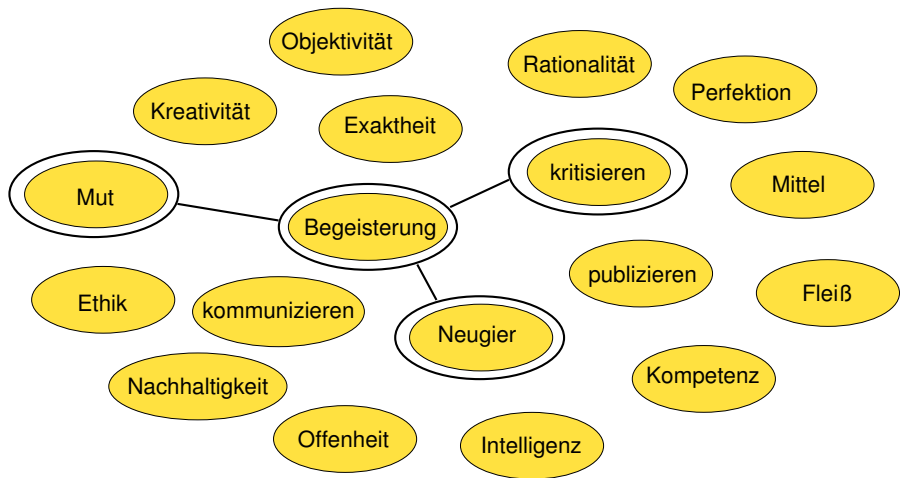 Objektivität
Rationalität
Perfektion
Kreativität
Exaktheit
kritisieren
Mittel
Mut
Begeisterung
publizieren
Fleiß
Ethik
kommunizieren
Neugier
Kompetenz
Nachhaltigkeit
Offenheit
Intelligenz